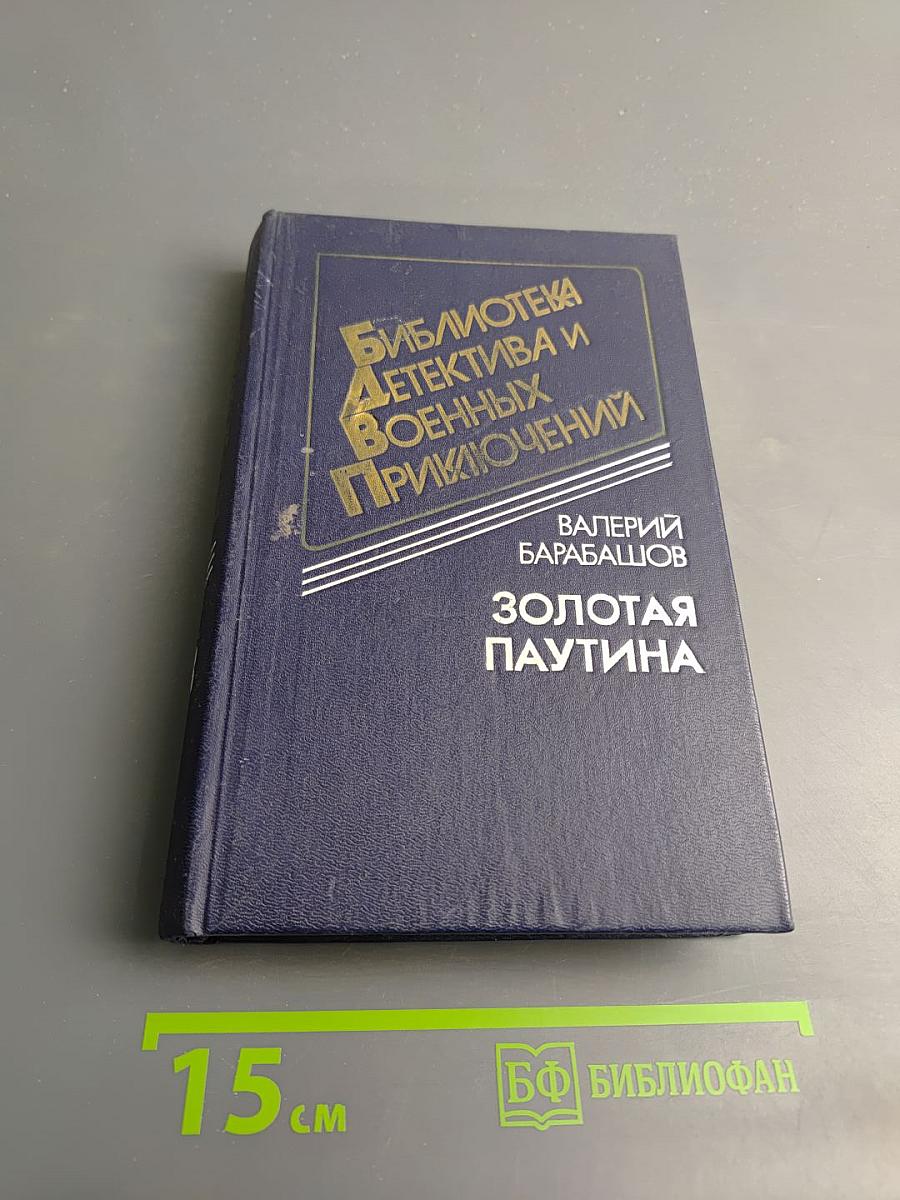 БИБЛИОТЕКА
ДЕТЕКТИВА И
ВОЕННЫХ
ПРИКЛЮЧЕНИЙ
ВАЛЕРИЙ
БАРАБАШОВ
ЗОЛОТАЯ
ПАУТИНА
15 см
БФ БИБЛИОФАН